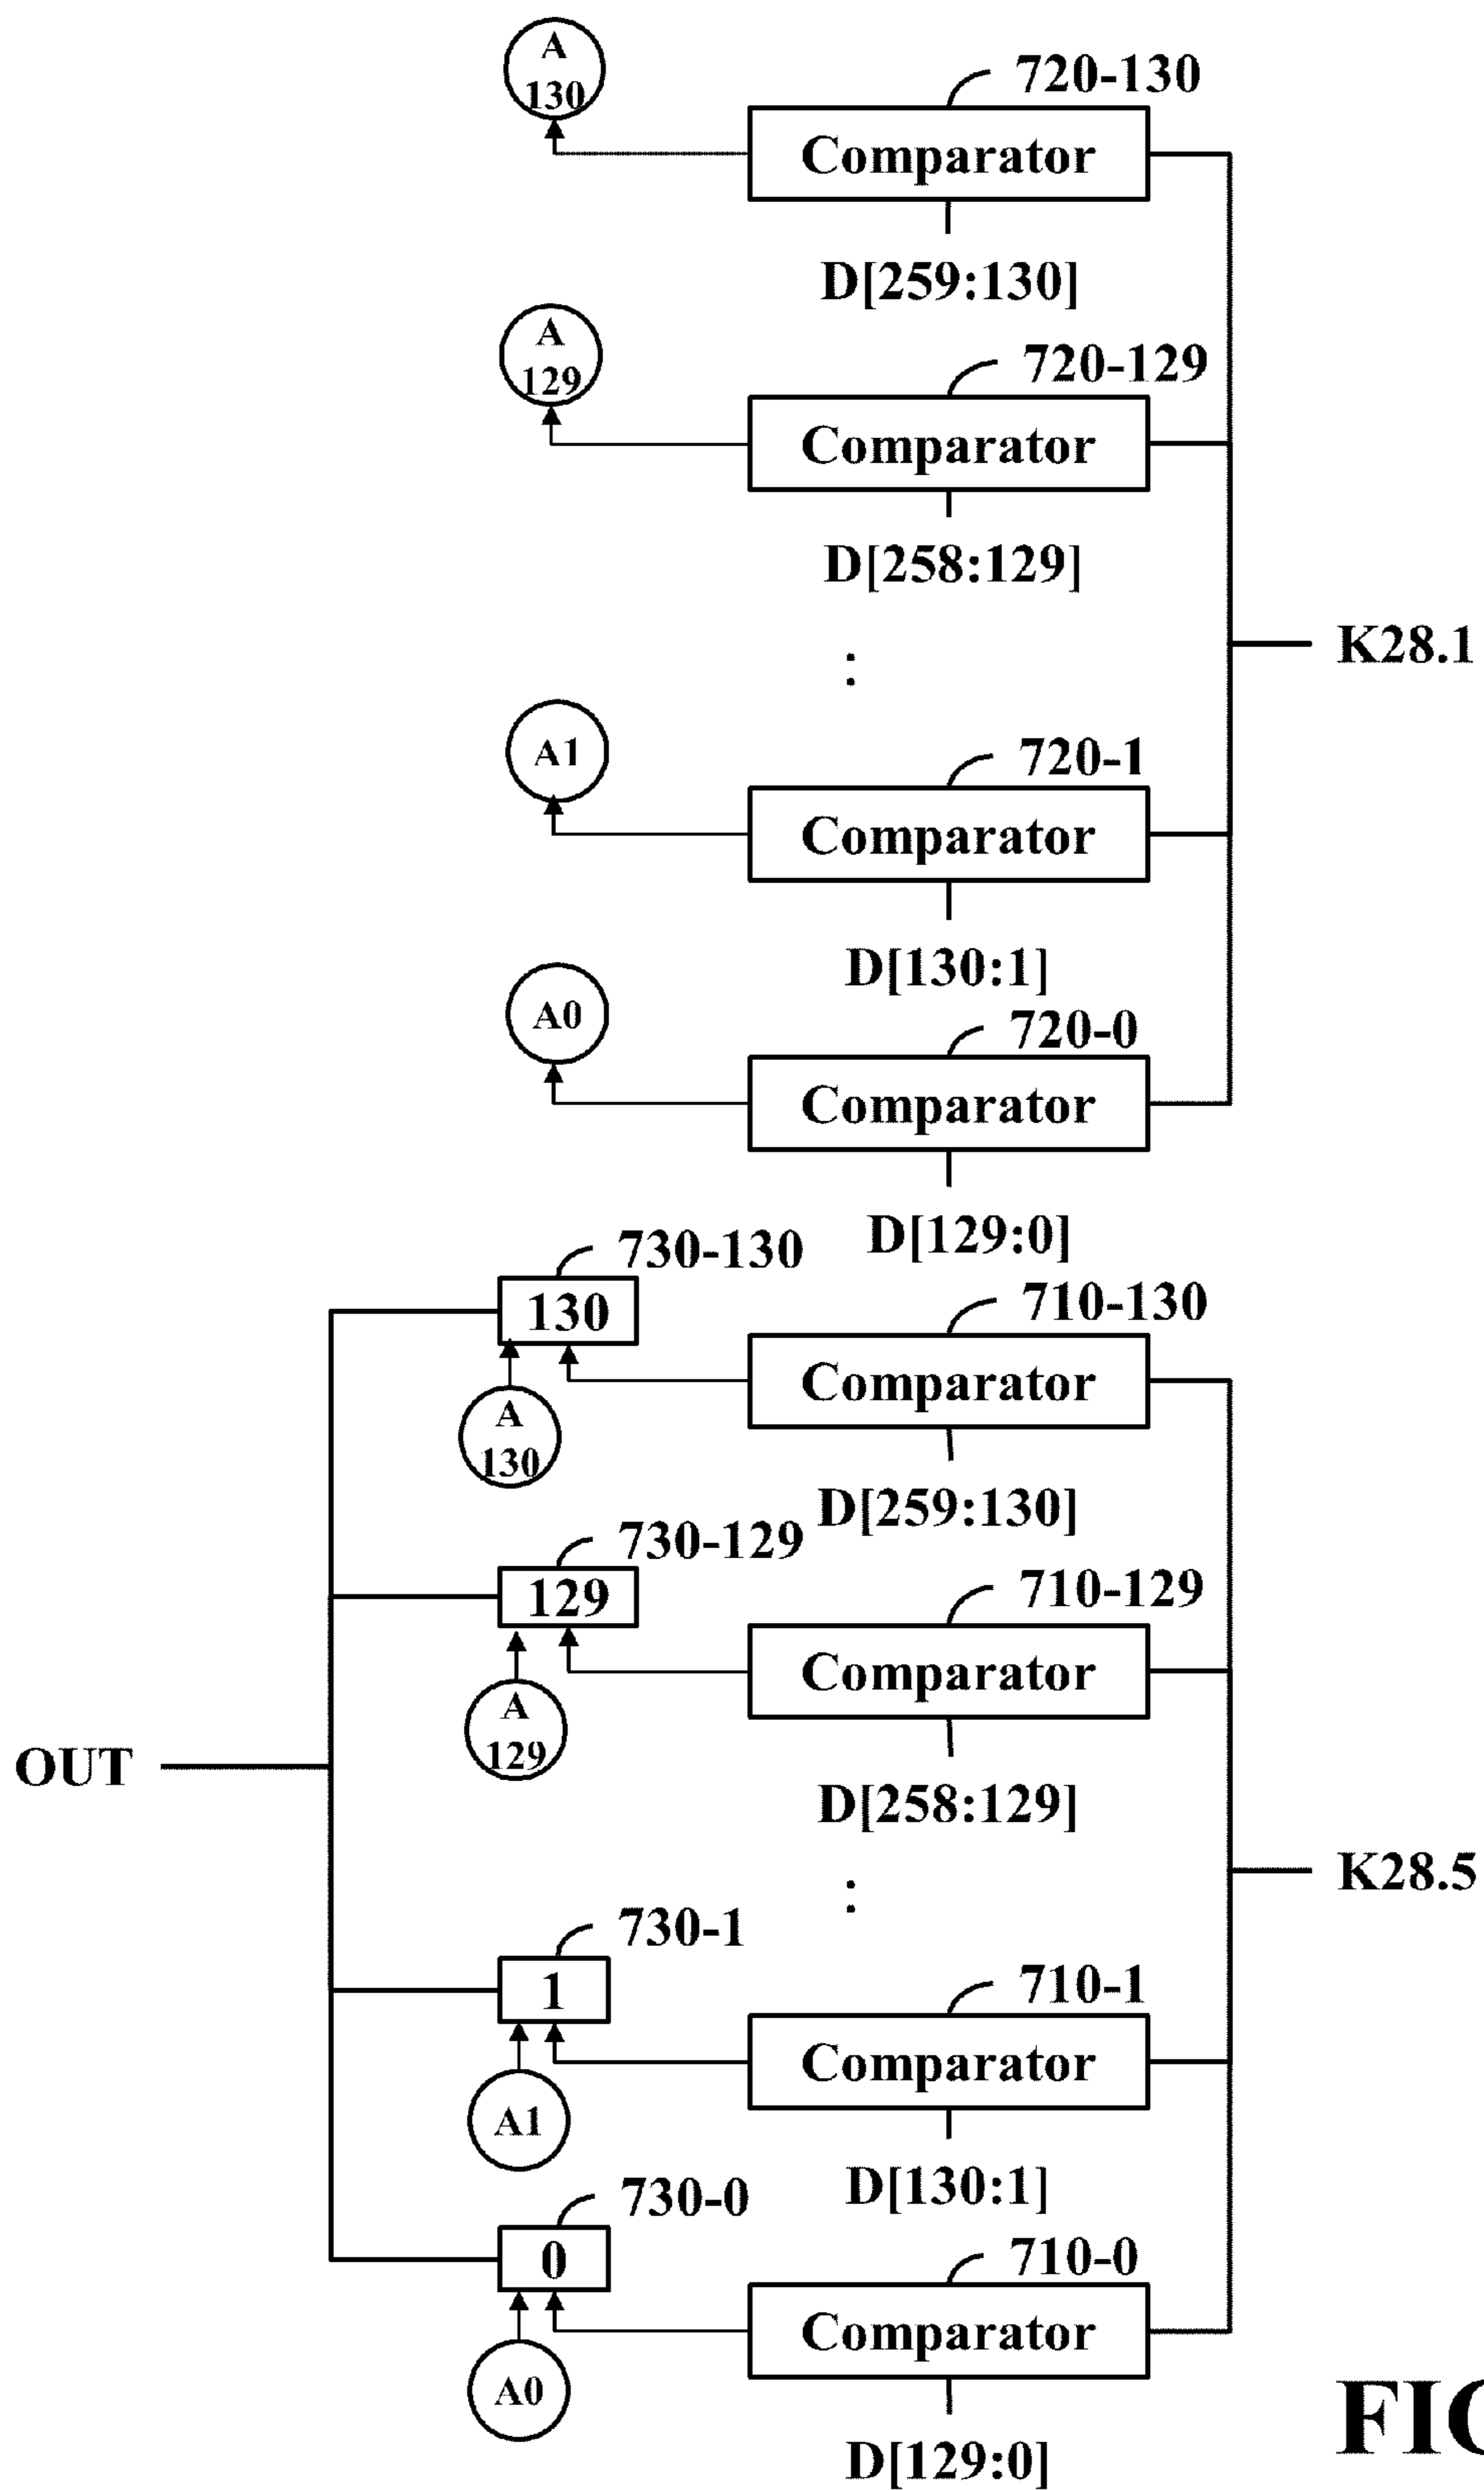 A
130
720-130
Comparator
D[259:130]
A
129
720-129
Comparator
D[258:129]
:
K28.1
A1
720-1
Comparator
D[130:1]
A0
720-0
Comparator
D[129:0]
730-130
130
710-130
Comparator
A
130
D[259:130]
730-129
129
710-129
Comparator
A
129
OUT
D[258:129]
:
K28.5
730-1
1
710-1
Comparator
A1
D[130:1]
730-0
0
710-0
Comparator
A0
D[129:0]